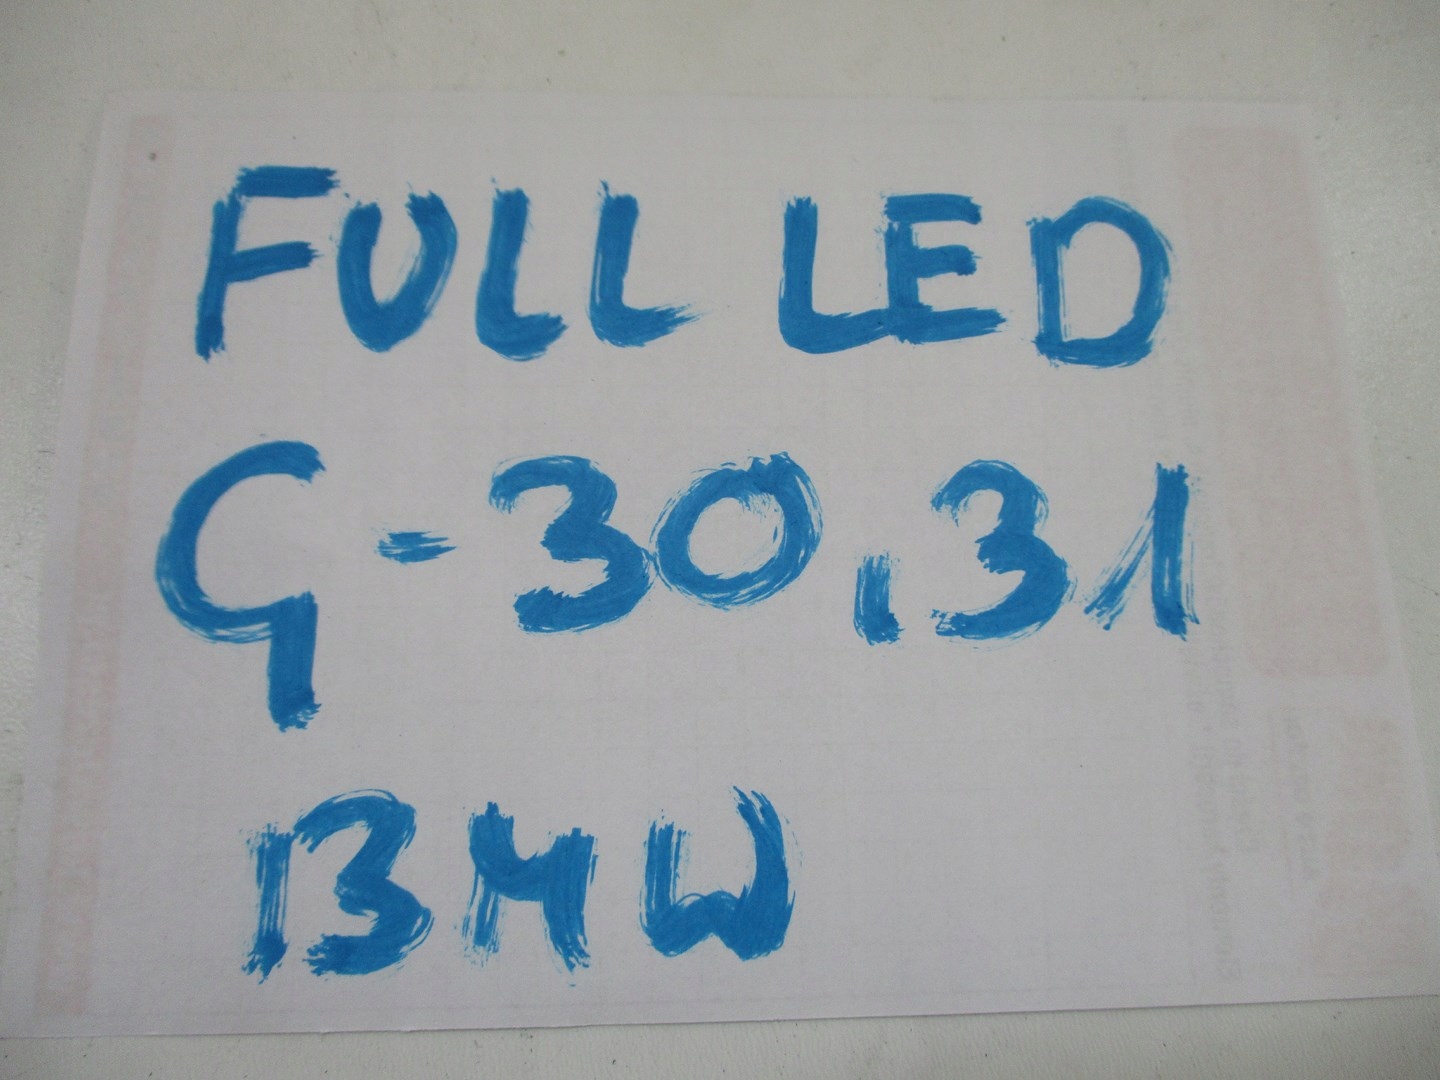 FULL LED
G-30,31
BMW